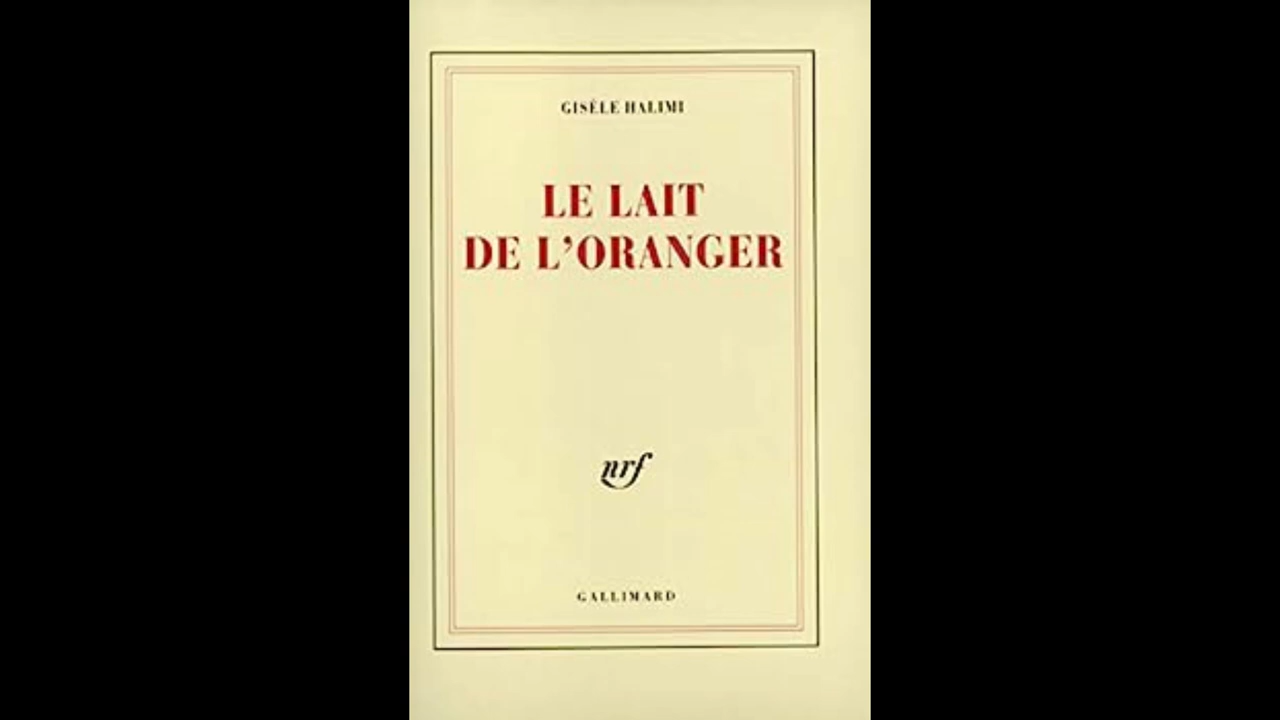 GISÈLE HALIMI
LE LAIT
DE L'ORANGER
nrf
GALLIMARD